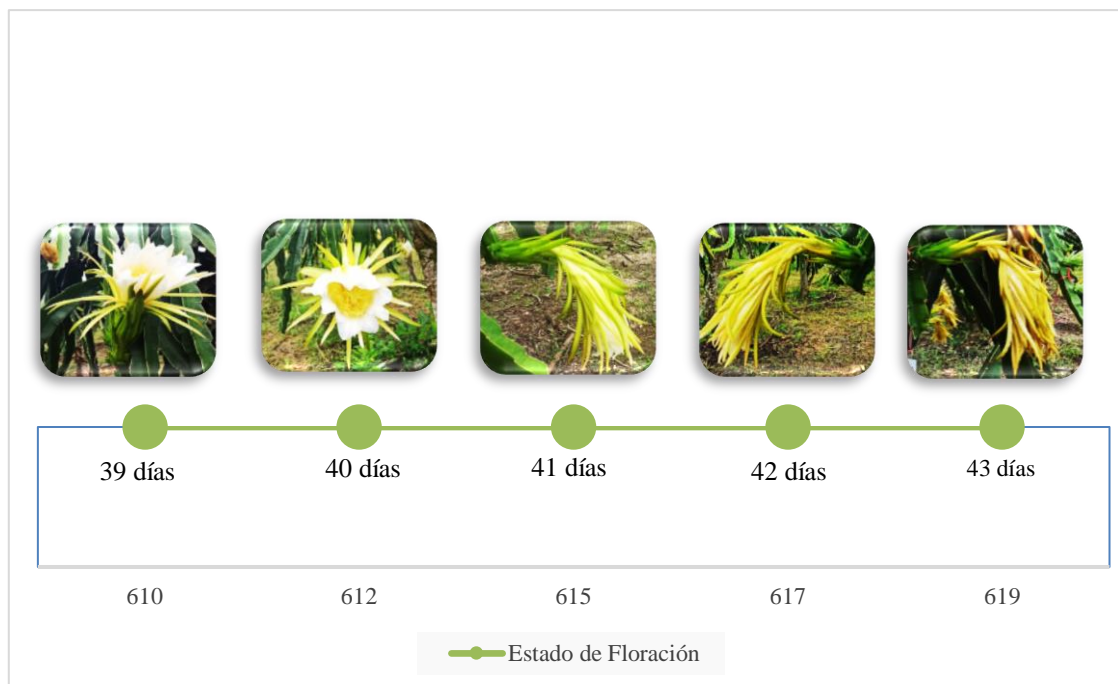 39 días
40 días
41 días
42 días
43 días
610
612
615
617
619
Estado de Floración